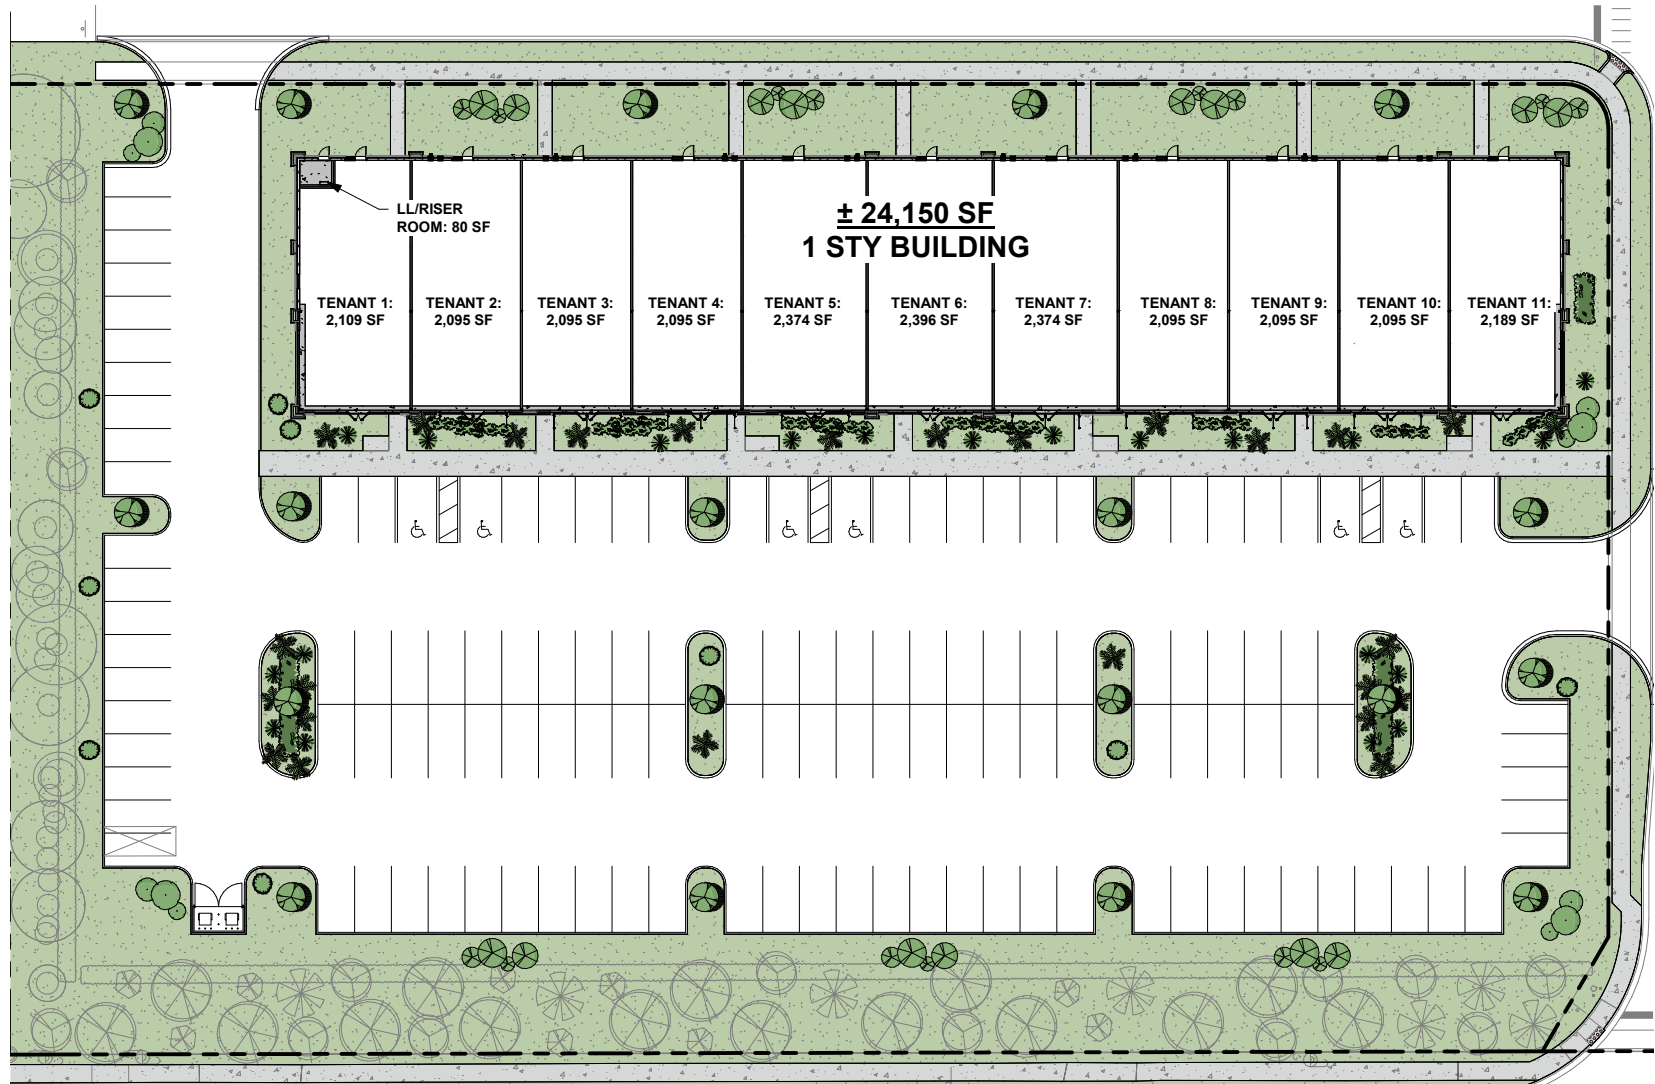 LL/RISER
ROOM: 80 SF
± 24,150 SF
1 STY BUILDING
TENANT 1:
2,109 SF
TENANT 2:
2,095 SF
TENANT 3:
2,095 SF
TENANT 4:
2,095 SF
TENANT 5:
2,374 SF
TENANT 6:
2,396 SF
TENANT 7:
2,374 SF
TENANT 8:
2,095 SF
TENANT 9:
2,095 SF
TENANT 10:
2,095 SF
TENANT 11:
2,189 SF